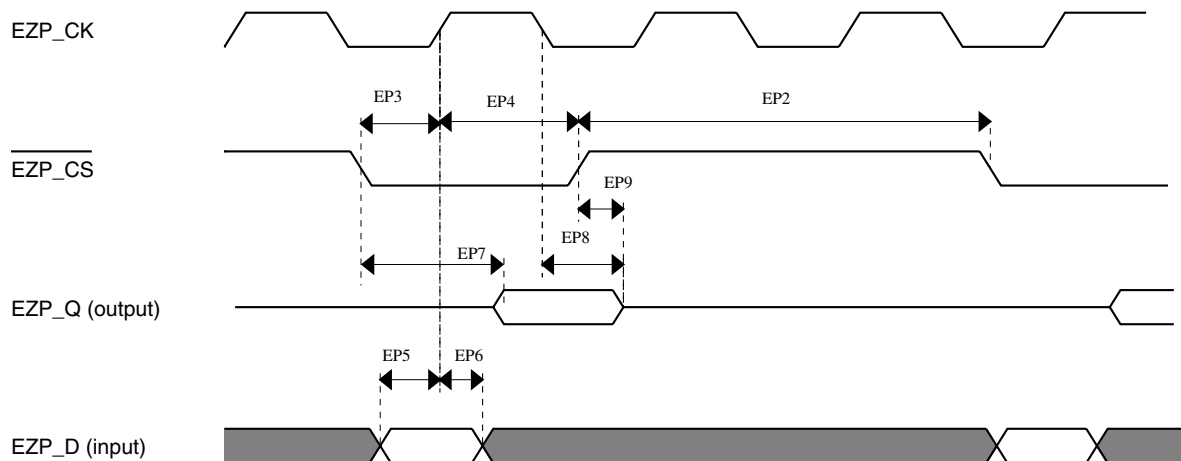 EZP_CK
EP3
EP4
EP2
EZP_CS
EP9
EP8
EP7
EZP_Q (output)
EP5
EP6
EZP_D (input)